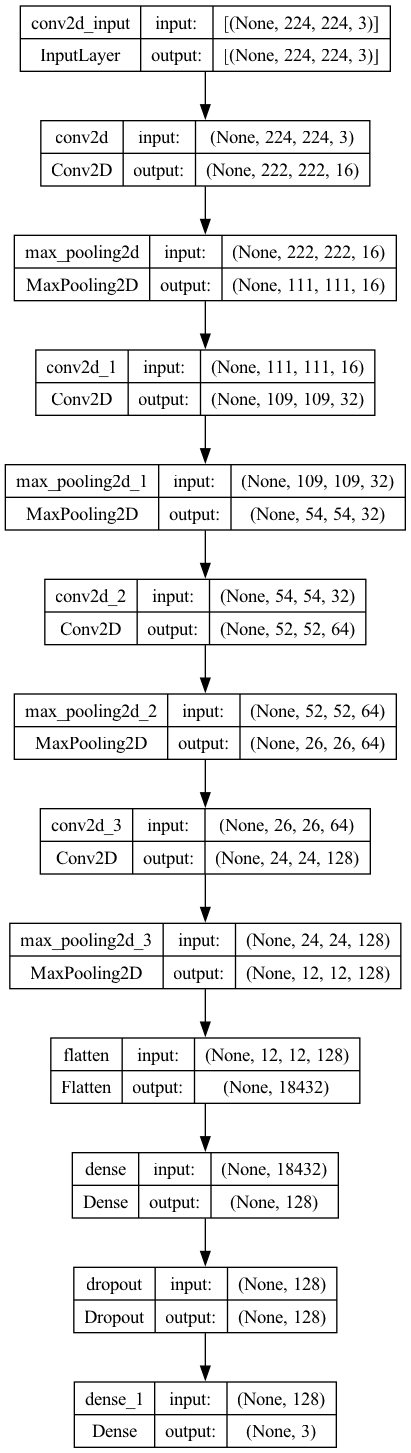 conv2d_input input: [(None, 224, 224, 3)]
InputLayer output: [(None, 224, 224, 3)]
conv2d input: (None, 224, 224, 3)
Conv2D output: (None, 222, 222, 16)
max_pooling2d input: (None, 222, 222, 16)
MaxPooling2D output: (None, 111, 111, 16)
conv2d_1 input: (None, 111, 111, 16)
Conv2D output: (None, 109, 109, 32)
max_pooling2d_1 input: (None, 109, 109, 32)
MaxPooling2D output: (None, 54, 54, 32)
conv2d_2 input: (None, 54, 54, 32)
Conv2D output: (None, 52, 52, 64)
max_pooling2d_2 input: (None, 52, 52, 64)
MaxPooling2D output: (None, 26, 26, 64)
conv2d_3 input: (None, 26, 26, 64)
Conv2D output: (None, 24, 24, 128)
max_pooling2d_3 input: (None, 24, 24, 128)
MaxPooling2D output: (None, 12, 12, 128)
flatten input: (None, 12, 12, 128)
Flatten output: (None, 18432)
dense input: (None, 18432)
Dense output: (None, 128)
dropout input: (None, 128)
Dropout output: (None, 128)
dense_1 input: (None, 128)
Dense output: (None, 3)